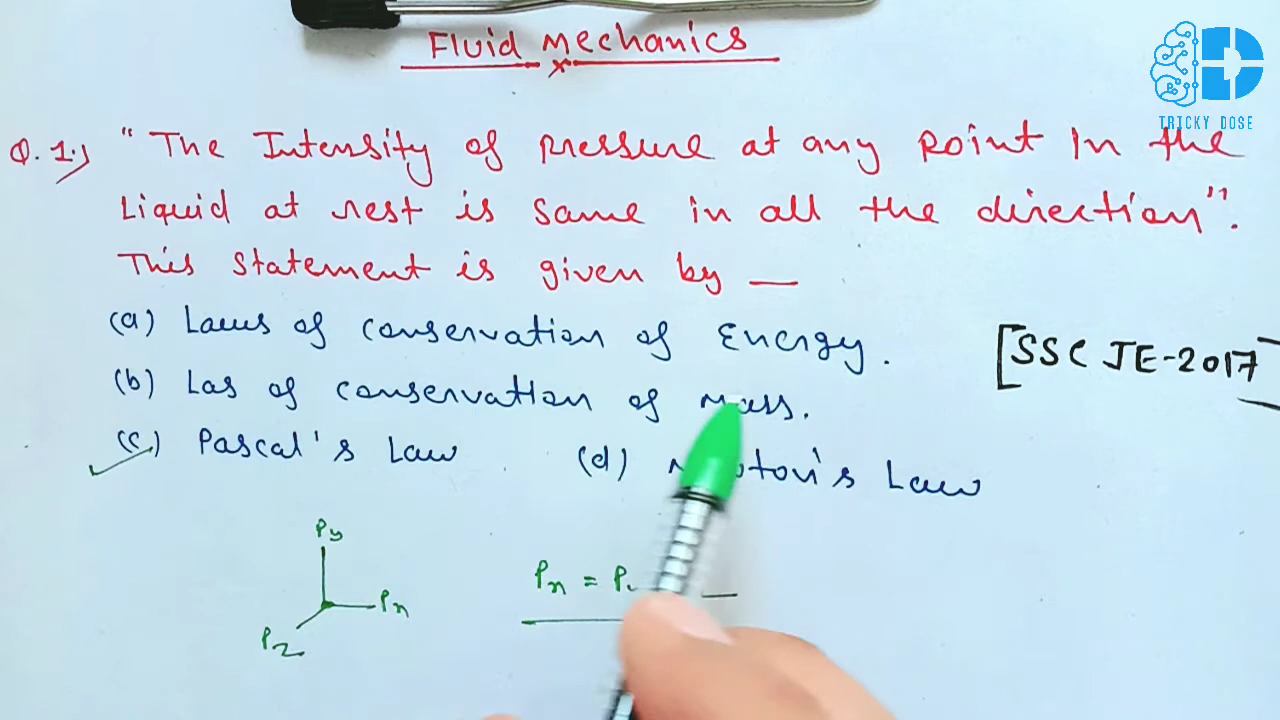 Fluid Mechanics
TRICKY DOSE
Q.1.) "The Intensity of pressure at any point in the
Liquid at rest is same in all the direction".
This statement is given by —
(a) Laws of conservation of Energy.
[SSC JE-2017
(b) Las of conservation of Mass.
(c) Pascal's Law (d) Law
Py
Px = P
Px
Pz